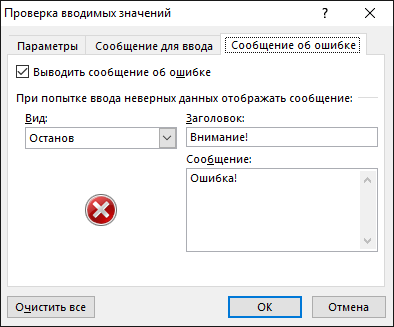 Проверка вводимых значений ? ×
Параметры Сообщение для ввода Сообщение об ошибке
Выводить сообщение об ошибке
При попытке ввода неверных данных отображать сообщение:
Вид: Заголовок:
Останов Внимание!
Сообщение:
Ошибка!
Очистить все ОК Отмена